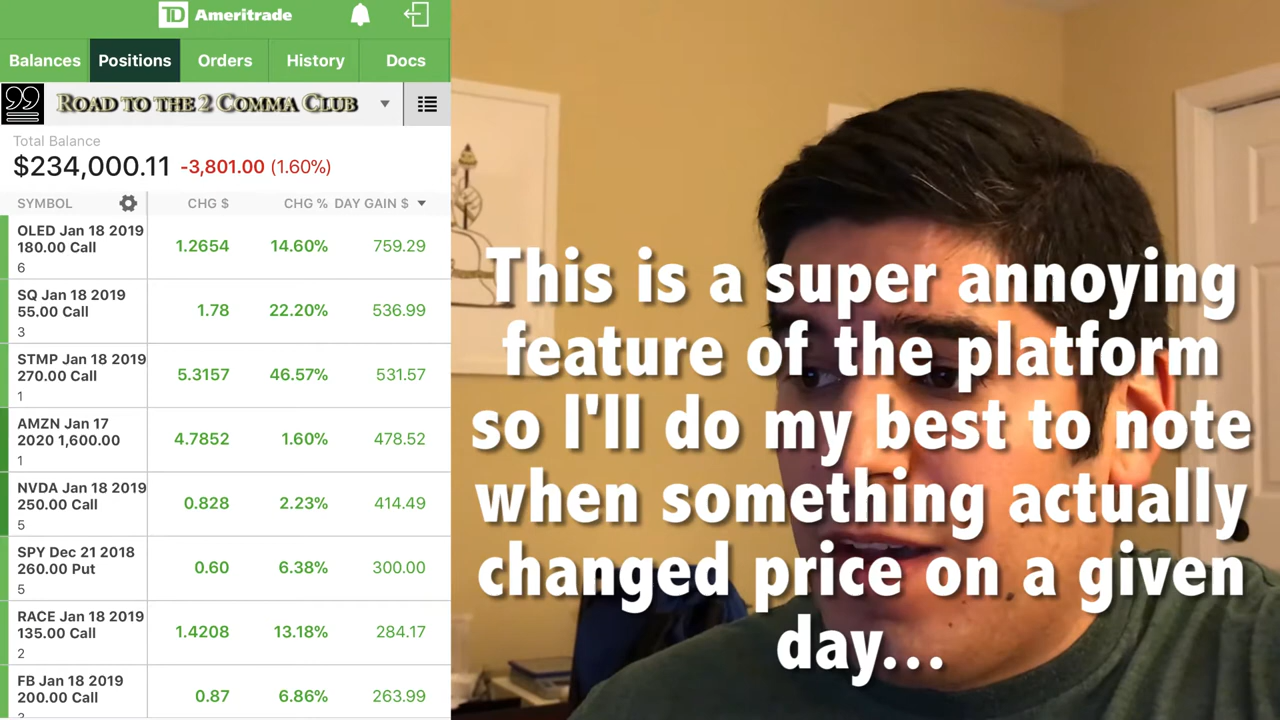 TD Ameritrade
Balances Positions Orders History Docs
99 ROAD TO THE 2 COMMA CLUB
Total Balance
$234,000.11 -3,801.00 (1.60%)
SYMBOL CHG $ CHG % DAY GAIN $
OLED Jan 18 2019
180.00 Call 1.2654 14.60% 759.29
6
SQ Jan 18 2019
55.00 Call 1.78 22.20% 536.99
3
STMP Jan 18 2019
270.00 Call 5.3157 46.57% 531.57
1
AMZN Jan 17
2020 1,600.00 4.7852 1.60% 478.52
1
NVDA Jan 18 2019
250.00 Call 0.828 2.23% 414.49
5
SPY Dec 21 2018
260.00 Put 0.60 6.38% 300.00
5
RACE Jan 18 2019
135.00 Call 1.4208 13.18% 284.17
2
FB Jan 18 2019
200.00 Call 0.87 6.86% 263.99
This is a super annoying
feature of the platform
so I'll do my best to note
when something actually
changed price on a given
day...